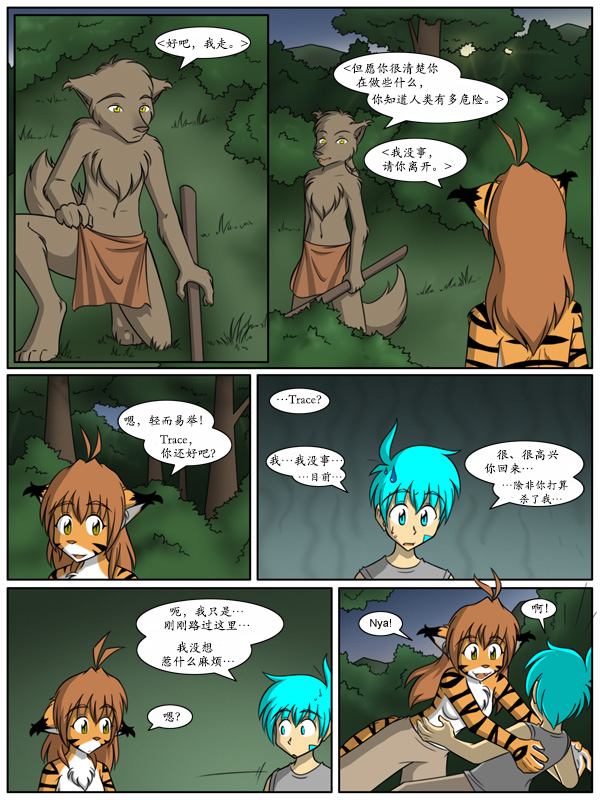 <好吧，我走。>
<但愿你很清楚你
在做些什么，
你知道人类有多危险。>
<我没事，
请你离开。>
嗯，轻而易举！
Trace，
你还好吧？
…Trace?
我…我没事…
…目前…
很、很高兴
你回来…
…除非你打算
杀了我…
呃，我只是…
刚刚路过这里…
我没想
惹什么麻烦…
嗯？
Nya!
啊！